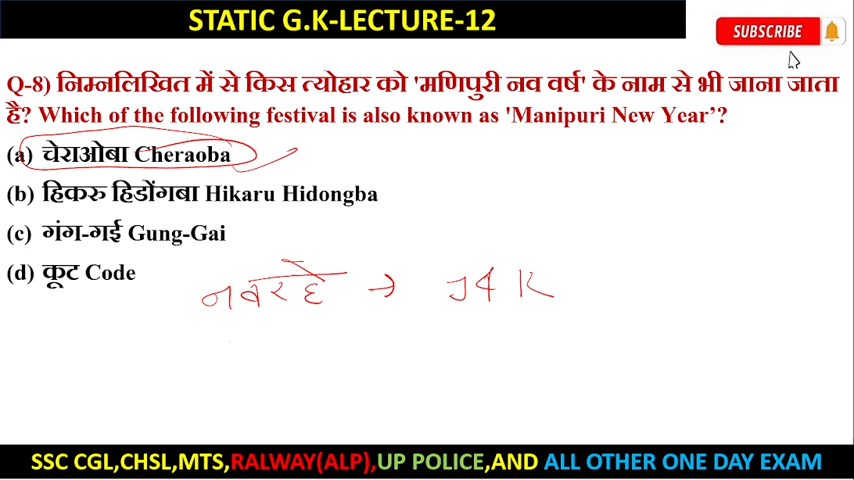 STATIC G.K-LECTURE-12
SUBSCRIBE
Q-8) निम्नलिखित में से किस त्योहार को 'मणिपुरी नव वर्ष' के नाम से भी जाना जाता
है? Which of the following festival is also known as 'Manipuri New Year'?
(a) चेराओबा Cheraoba
(b) हिकरु हिडोंगबा Hikaru Hidongba
(c) गंग-गई Gung-Gai
(d) कूट Code
नवरेह → J & K
SSC CGL,CHSL,MTS,RALWAY(ALP),UP POLICE,AND ALL OTHER ONE DAY EXAM